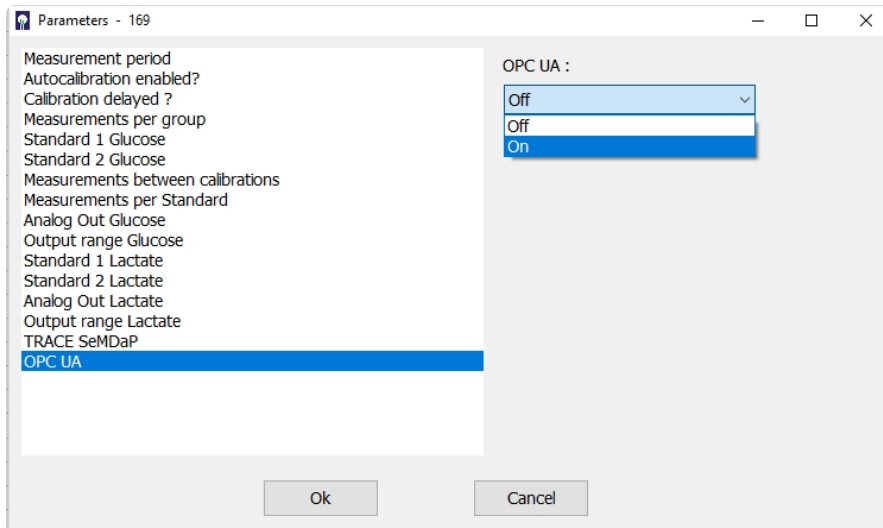 Parameters - 169
Measurement period
Autocalibration enabled?
Calibration delayed ?
Measurements per group
Standard 1 Glucose
Standard 2 Glucose
Measurements between calibrations
Measurements per Standard
Analog Out Glucose
Output range Glucose
Standard 1 Lactate
Standard 2 Lactate
Analog Out Lactate
Output range Lactate
TRACE SeMDaP
OPC UA
OPC UA :
Off
Off
On
Ok
Cancel